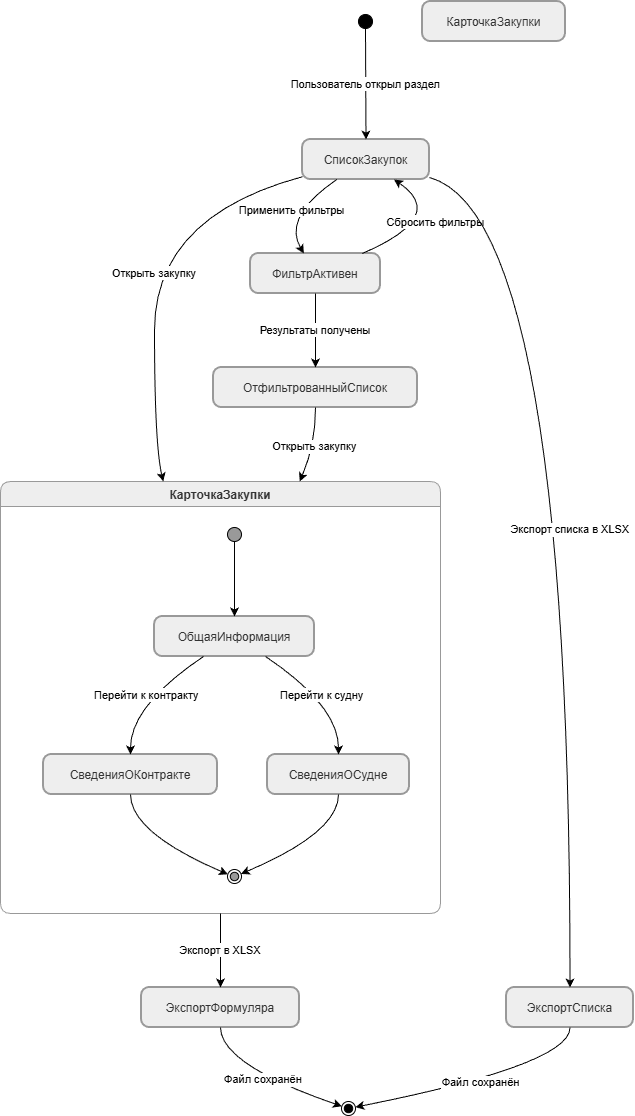 КарточкаЗакупки
Пользователь открыл раздел
СписокЗакупок
Применить фильтры
Сбросить фильтры
Открыть закупку
ФильтрАктивен
Результаты получены
ОтфильтрованныйСписок
Открыть закупку
КарточкаЗакупки
Экспорт списка в XLSX
ОбщаяИнформация
Перейти к контракту
Перейти к судну
СведенияОКонтракте
СведенияОСудне
Экспорт в XLSX
ЭкспортФормуляра
ЭкспортСписка
Файл сохранён
Файл сохранён